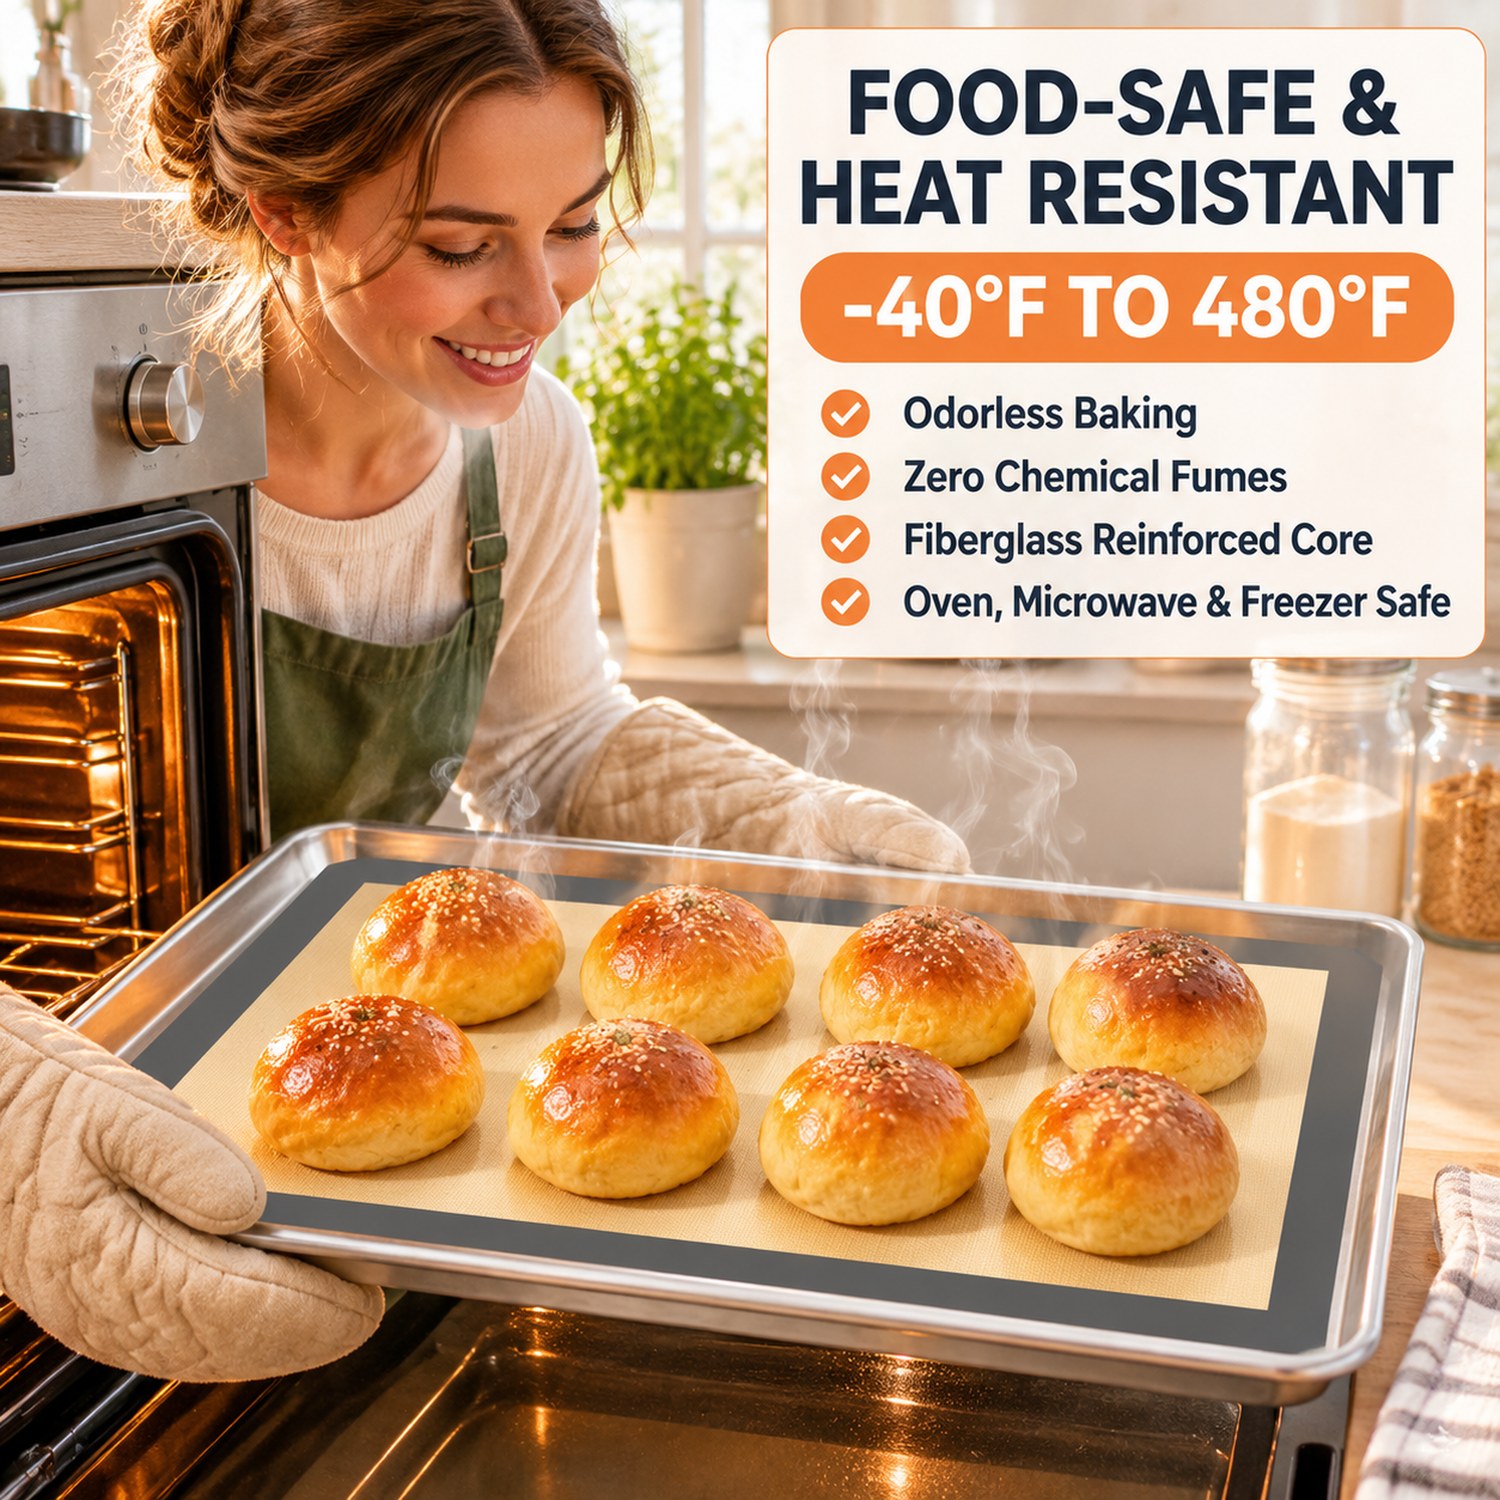 FOOD-SAFE &
HEAT RESISTANT
-40°F TO 480°F
Odorless Baking
Zero Chemical Fumes
Fiberglass Reinforced Core
Oven, Microwave & Freezer Safe